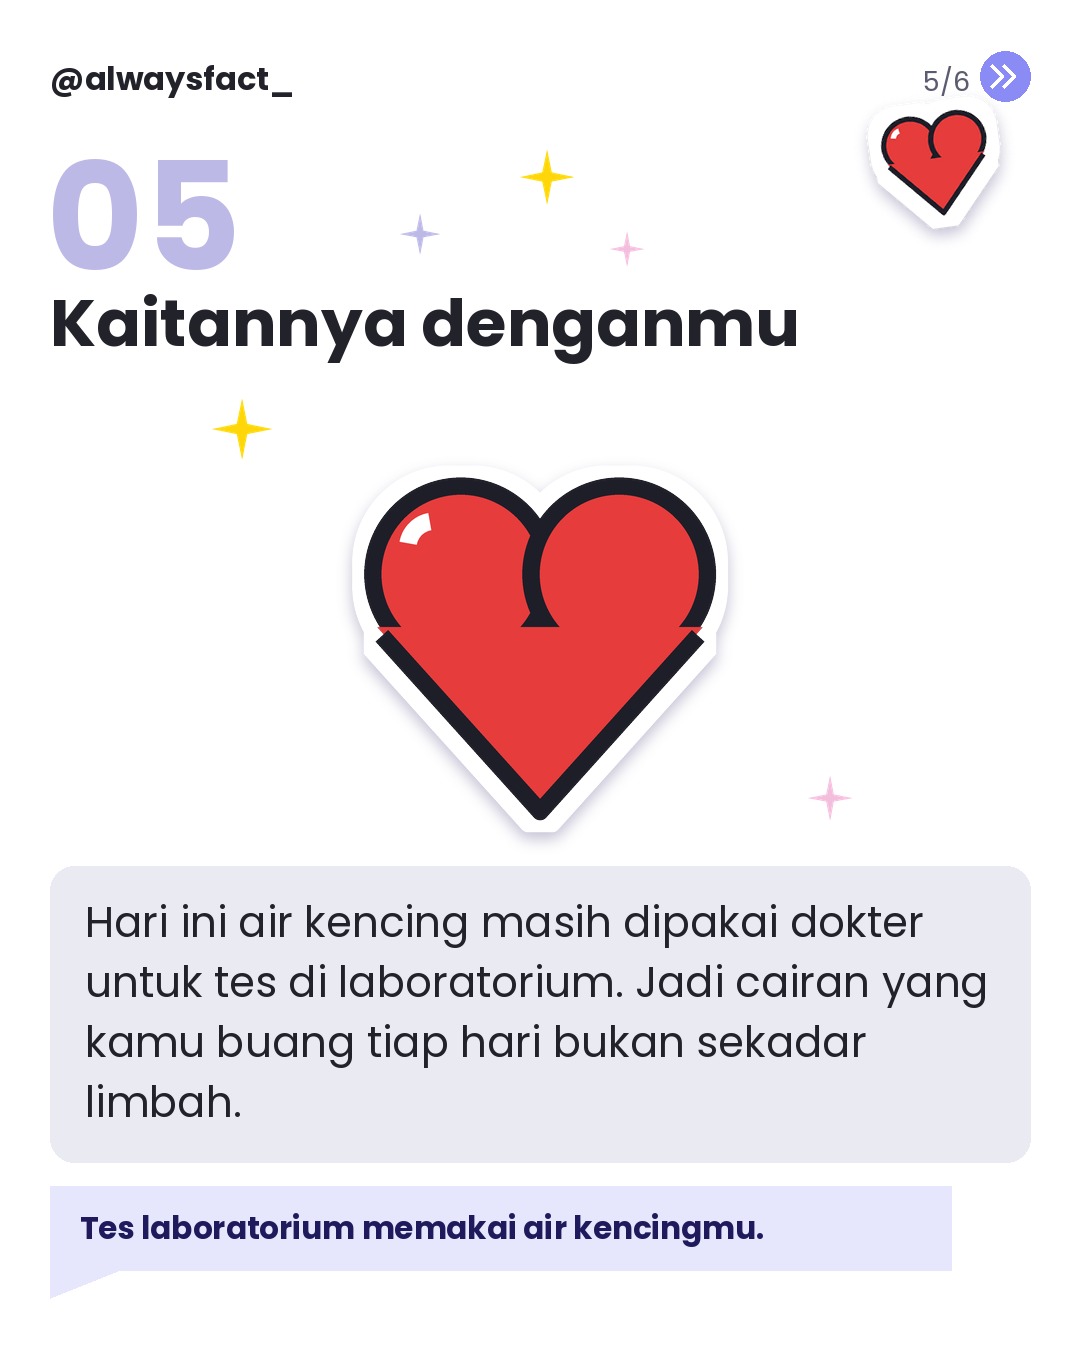 @alwaysfact_
5/6
05
Kaitannya denganmu
Hari ini air kencing masih dipakai dokter
untuk tes di laboratorium. Jadi cairan yang
kamu buang tiap hari bukan sekadar
limbah.
Tes laboratorium memakai air kencingmu.